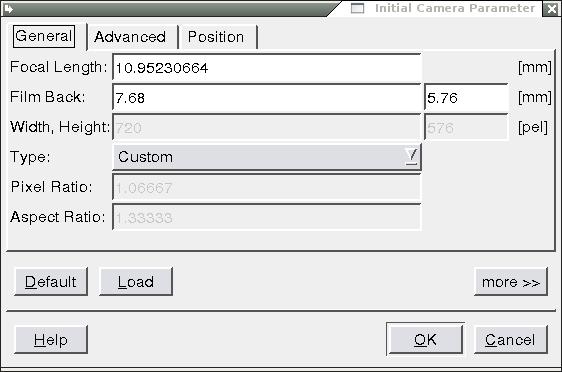 Initial Camera Parameter
General Advanced Position
Focal Length: 10.95230664 [mm]
Film Back: 7.68 5.76 [mm]
Width, Height: 720 576 [pel]
Type: Custom
Pixel Ratio: 1.06667
Aspect Ratio: 1.33333
Default Load more >>
Help OK Cancel